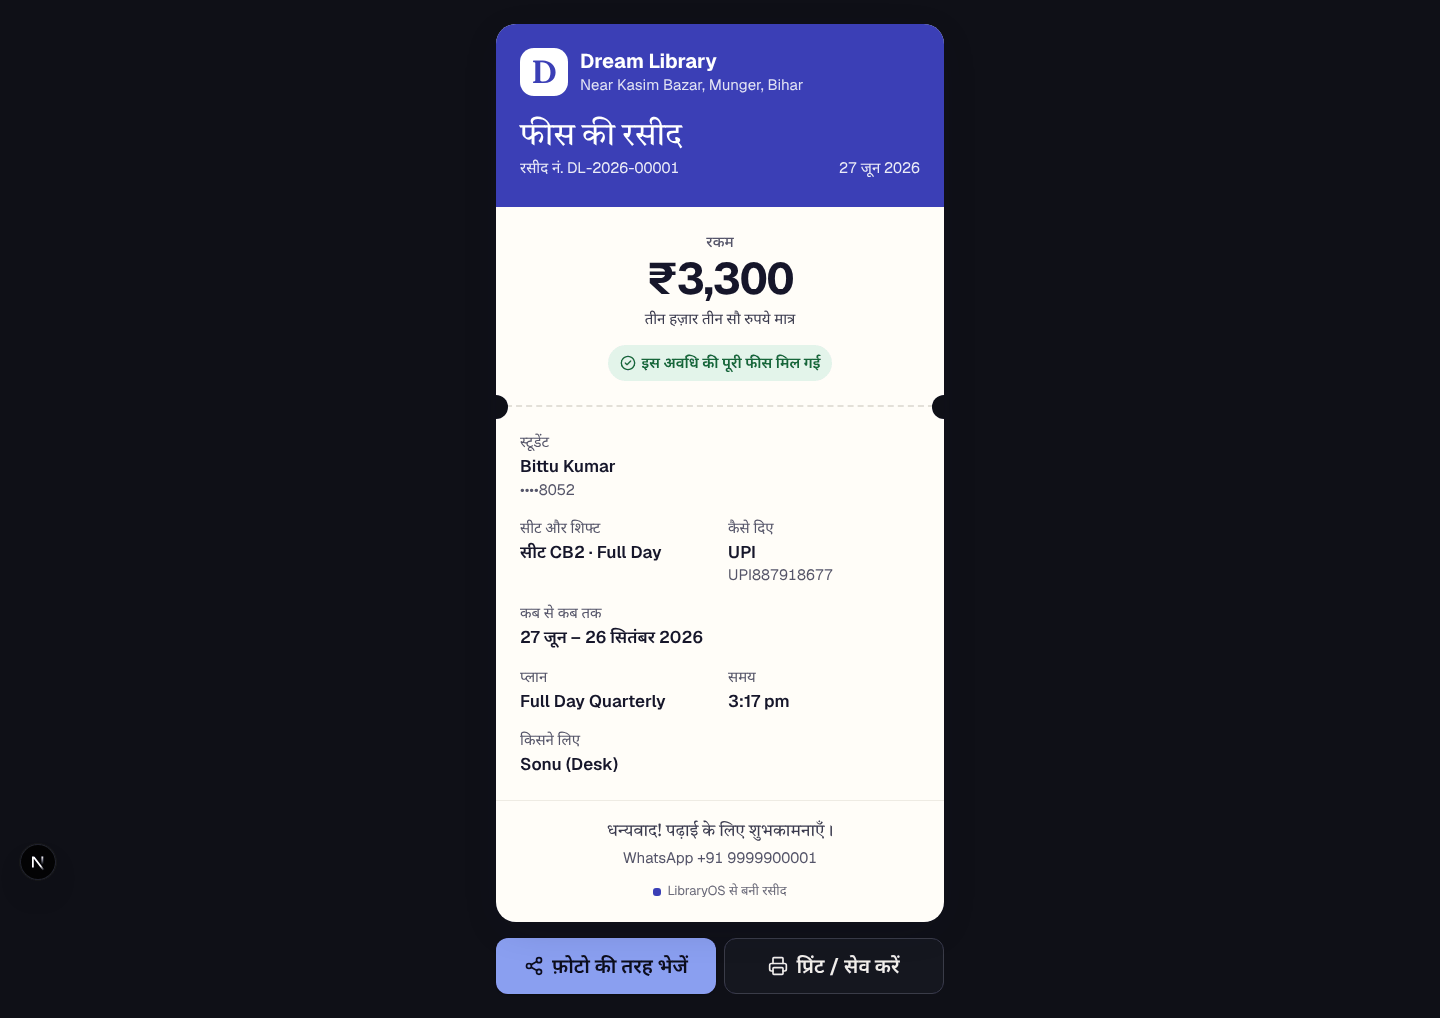 D
Dream Library
Near Kasim Bazar, Munger, Bihar
फीस की रसीद
रसीद नं. DL-2026-00001
27 जून 2026
रकम
₹3,300
तीन हज़ार तीन सौ रुपये मात्र
इस अवधि की पूरी फीस मिल गई
स्टूडेंट
Bittu Kumar
••••8052
सीट और शिफ्ट
सीट CB2 · Full Day
कैसे दिए
UPI
UPI887918677
कब से कब तक
27 जून – 26 सितंबर 2026
प्लान
Full Day Quarterly
समय
3:17 pm
किसने लिए
Sonu (Desk)
धन्यवाद! पढ़ाई के लिए शुभकामनाएँ।
WhatsApp +91 9999900001
LibraryOS से बनी रसीद
फ़ोटो की तरह भेजें
प्रिंट / सेव करें
N